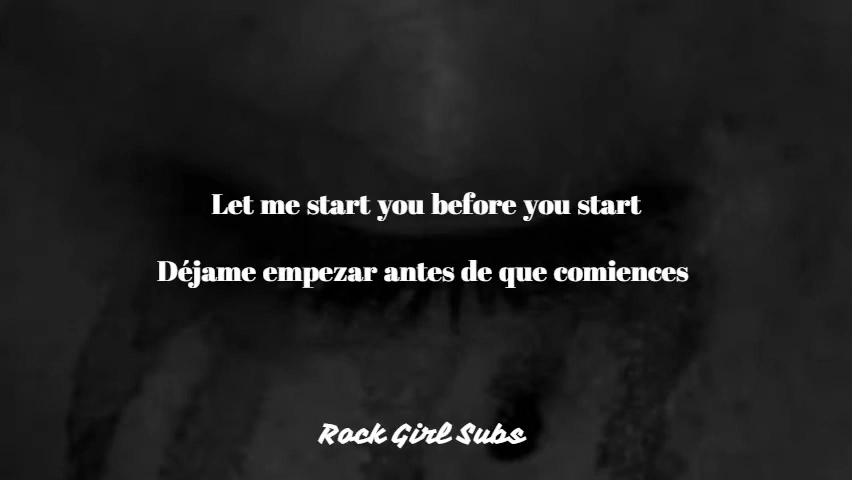 Let me start you before you start
Déjame empezar antes de que comiences
Rock Girl Subs